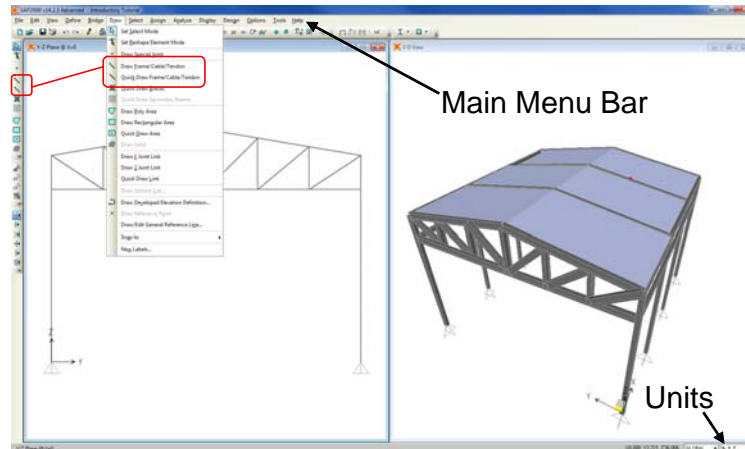 SAP2000 v14.2.3 Advanced - Introductory Tutorial
File Edit View Define Bridge Draw Select Assign Analyze Display Design Options Tools Help
Y-Z Plane @ X=0
3-D View
Set Select Mode
Set Reshape Element Mode
Draw Special Joint
Draw Frame/Cable/Tendon
Quick Draw Frame/Cable/Tendon
Quick Draw Braces
Quick Draw Secondary Beams
Draw Poly Area
Draw Rectangular Area
Quick Draw Area
Draw Solid
Draw 1 Joint Link
Draw 2 Joint Link
Quick Draw Link
Draw Section Cut...
Draw Developed Elevation Definition...
Draw Reference Point
Draw/Edit General Reference Line...
Snap to
New Labels...
Main Menu Bar
Z
Y
X
Y
Units